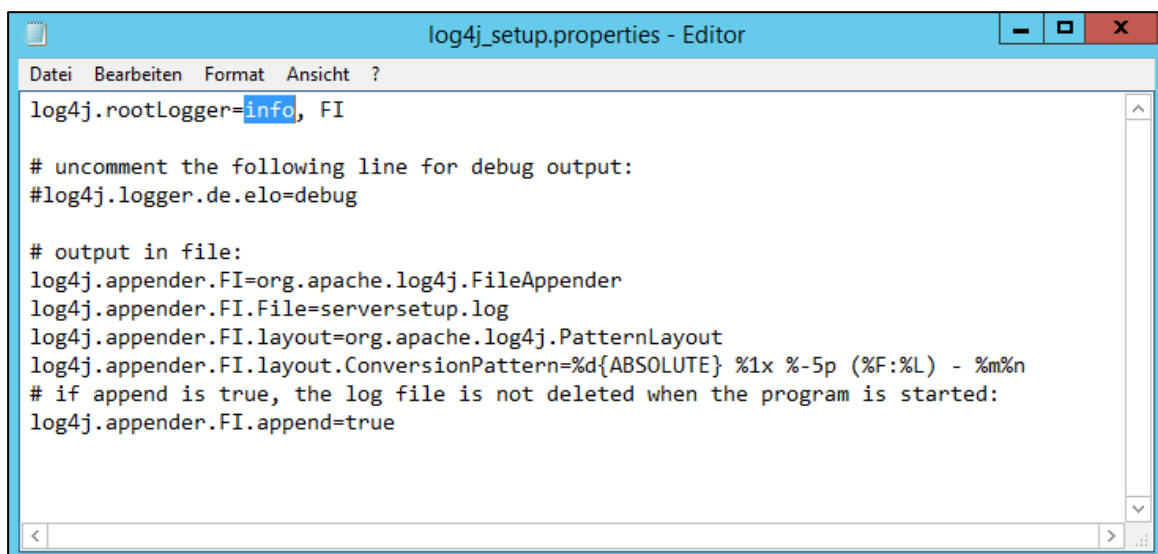 log4j_setup.properties - Editor
Datei Bearbeiten Format Ansicht ?
log4j.rootLogger=info, FI
# uncomment the following line for debug output:
#log4j.logger.de.elo=debug
# output in file:
log4j.appender.FI=org.apache.log4j.FileAppender
log4j.appender.FI.File=serversetup.log
log4j.appender.FI.layout=org.apache.log4j.PatternLayout
log4j.appender.FI.layout.ConversionPattern=%d{ABSOLUTE} %1x %-5p (%F:%L) - %m%n
# if append is true, the log file is not deleted when the program is started:
log4j.appender.FI.append=true